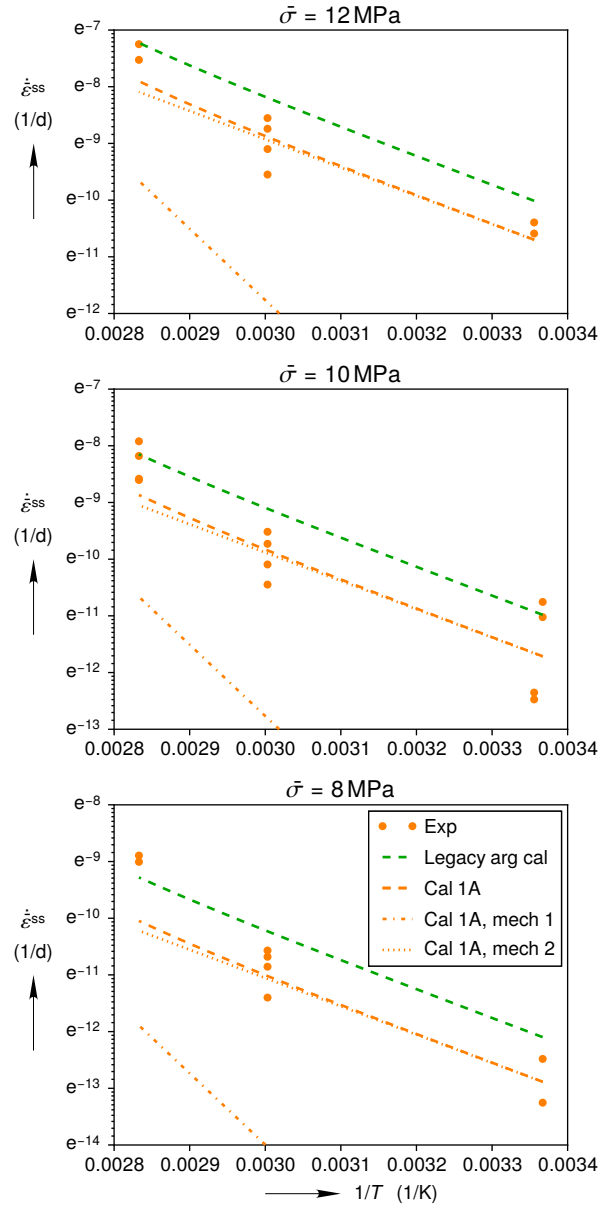 σ̄ = 12 MPa
e⁻⁷
e⁻⁸
e⁻⁹
e⁻¹⁰
e⁻¹¹
e⁻¹²
ε̄̇ˢˢ
(1/d)
0.0028 0.0029 0.0030 0.0031 0.0032 0.0033 0.0034
σ̄ = 10 MPa
e⁻⁷
e⁻⁸
e⁻⁹
e⁻¹⁰
e⁻¹¹
e⁻¹²
e⁻¹³
ε̄̇ˢˢ
(1/d)
0.0028 0.0029 0.0030 0.0031 0.0032 0.0033 0.0034
σ̄ = 8 MPa
e⁻⁸
e⁻⁹
e⁻¹⁰
e⁻¹¹
e⁻¹²
e⁻¹³
e⁻¹⁴
ε̄̇ˢˢ
(1/d)
Exp
Legacy arg cal
Cal 1A
Cal 1A, mech 1
Cal 1A, mech 2
0.0028 0.0029 0.0030 0.0031 0.0032 0.0033 0.0034
1/T (1/K)